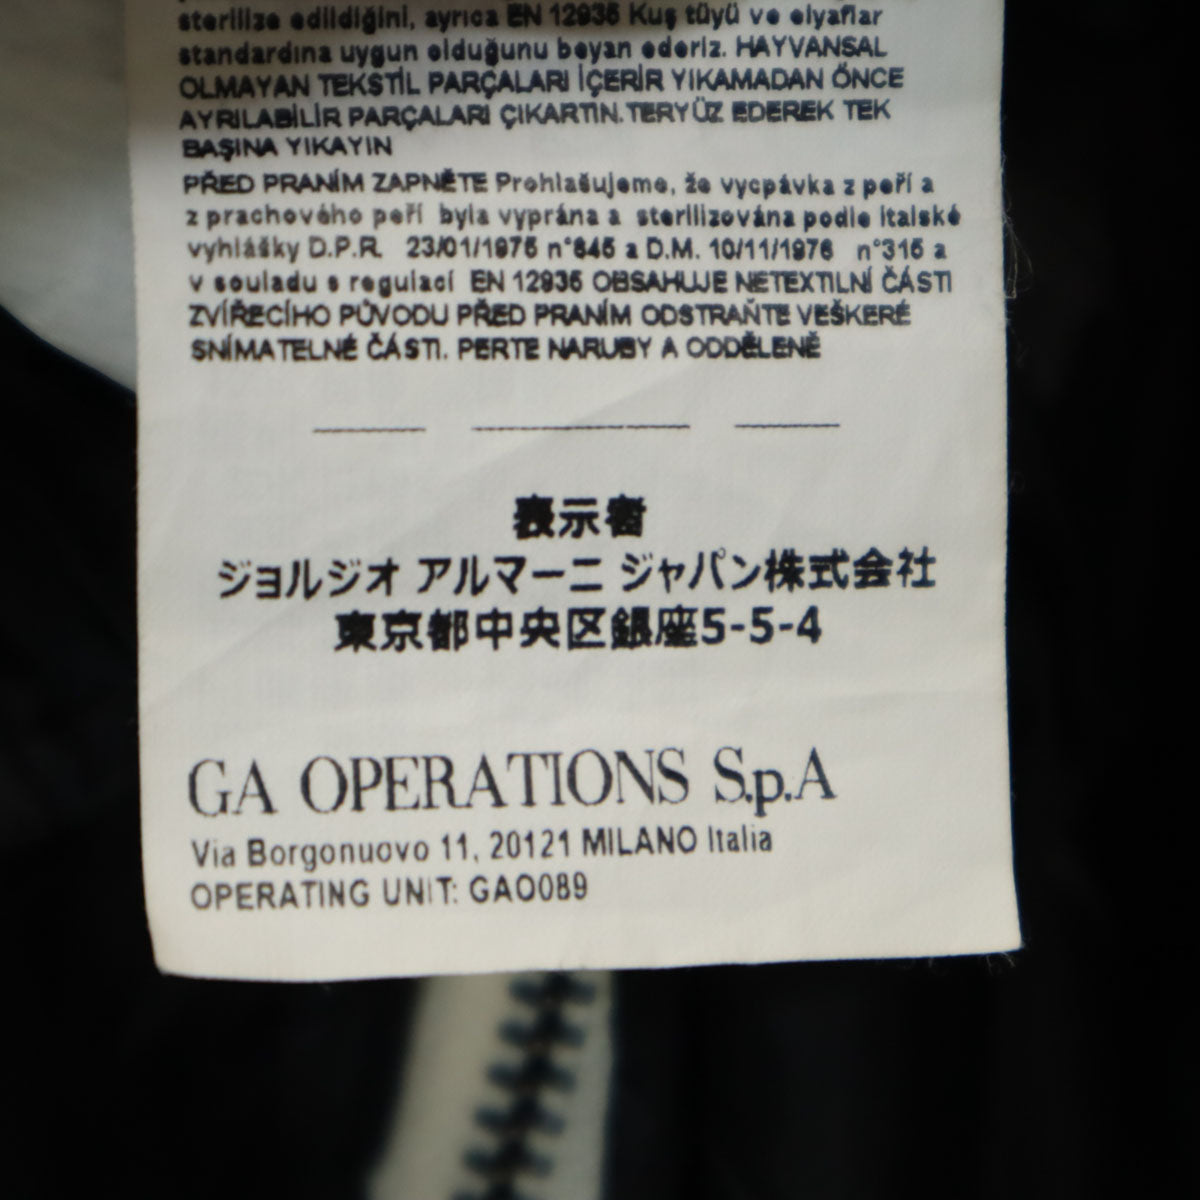 sterilize edildiğini, ayrıca EN 12935 Kuş tüyü ve elyaflar
standardına uygun olduğunu beyan ederiz. HAYVANSAL
OLMAYAN TEKSTİL PARÇALARI İÇERİR YIKAMADAN ÖNCE
AYRILABİLİR PARÇALARI ÇIKARTIN.TERYÜZ EDEREK TEK
BAŞINA YIKAYIN
PŘED PRANÍM ZAPNĚTE Prohlašujeme, že vycpávka z peří a
z prachového peří byla vyprána a sterilizována podle italské
vyhlášky D.P.R. 23/01/1975 n°845 a D.M. 10/11/1976 n°315 a
v souladu s regulací EN 12935 OBSAHUJE NETEXTILNÍ ČÁSTI
ZVÍŘECÍHO PŮVODU PŘED PRANÍM ODSTRAŇTE VEŠKERÉ
SNÍMATELNÉ ČÁSTI. PERTE NARUBY A ODDĚLENĚ
表示者
ジョルジオ アルマーニ ジャパン株式会社
東京都中央区銀座5-5-4
GA OPERATIONS S.p.A
Via Borgonuovo 11, 20121 MILANO Italia
OPERATING UNIT: GAO089